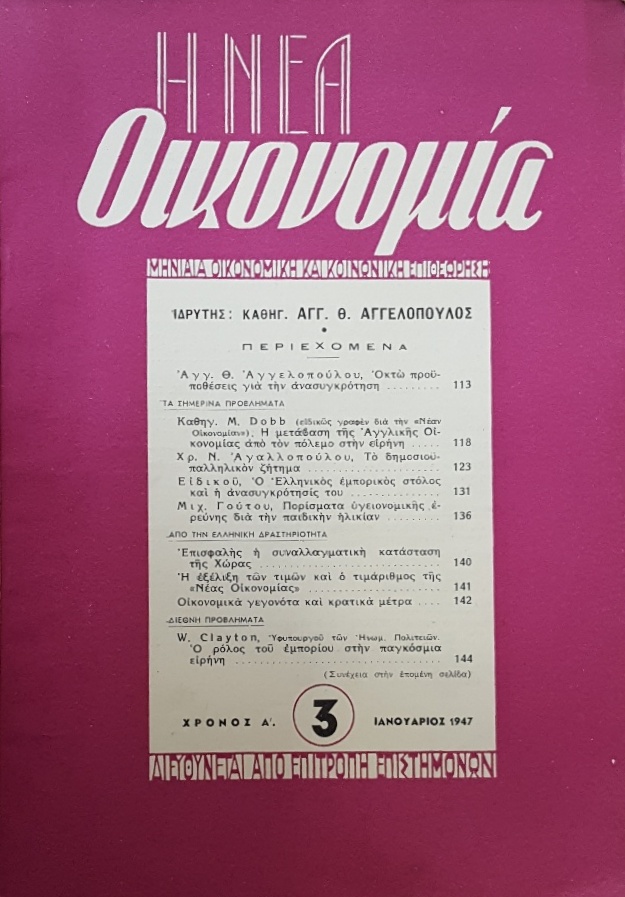 Η ΝΕΑ
Οικονομία
ΜΗΝΙΑΙΑ ΟΙΚΟΝΟΜΙΚΗ ΚΑΙ ΚΟΙΝΩΝΙΚΗ ΕΠΙΘΕΩΡΗΣΗ
ἹΔΡΥΤΗΣ: ΚΑΘΗΓ. ΑΓΓ. Θ. ΑΓΓΕΛΟΠΟΥΛΟΣ
ΠΕΡΙΕΧΟΜΕΝΑ
Ἀγγ. Θ. Ἀγγελοπούλου, Ὀκτὼ προϋ-
ποθέσεις γιὰ τὴν ἀνασυγκρότηση ......... 113
ΤΑ ΣΗΜΕΡΙΝΑ ΠΡΟΒΛΗΜΑΤΑ
Καθηγ. M. Dobb (εἰδικῶς γραφὲν διὰ τὴν «Νέαν
Οἰκονομίαν»), Η μετάβαση τῆς Ἀγγλικῆς Οἰ-
κονομίας ἀπὸ τὸν πόλεμο στὴν εἰρήνη ..... 118
Χρ. Ν. Ἀγαλλοπούλου, Τὸ δημοσιοϋ-
παλληλικὸν ζήτημα .................... 123
Εἰδικοῦ, Ὁ Ἑλληνικὸς ἐμπορικὸς στόλος
καὶ ἡ ἀνασυγκρότησίς του ............... 131
Μιχ. Γούτου, Πορίσματα ὑγειονομικῆς ἐ-
ρεύνης διὰ τὴν παιδικὴν ἡλικίαν ......... 136
ΑΠΟ ΤΗΝ ΕΛΛΗΝΙΚΗ ΔΡΑΣΤΗΡΙΟΤΗΤΑ
Ἐπισφαλὴς ἡ συναλλαγματικὴ κατάσταση
τῆς Χώρας ........................... 140
Ἡ ἐξέλιξη τῶν τιμῶν καὶ ὁ τιμάριθμος τῆς
«Νέας Οἰκονομίας» .................... 141
Οἰκονομικὰ γεγονότα καὶ κρατικὰ μέτρα .... 142
ΔΙΕΘΝΗ ΠΡΟΒΛΗΜΑΤΑ
W. Clayton, Ὑφυπουργοῦ τῶν Ἡνωμ. Πολιτειῶν.
Ὁ ρόλος τοῦ ἐμπορίου στὴν παγκόσμια
εἰρήνη .............................. 144
(Συνέχεια στὴν ἑπομένη σελίδα)
ΧΡΟΝΟΣ Α'. 3 ΙΑΝΟΥΑΡΙΟΣ 1947
ΔΙΕΥΘΥΝΕΤΑΙ ΑΠΟ ΕΠΙΤΡΟΠΗ ΕΠΙΣΤΗΜΟΝΩΝ